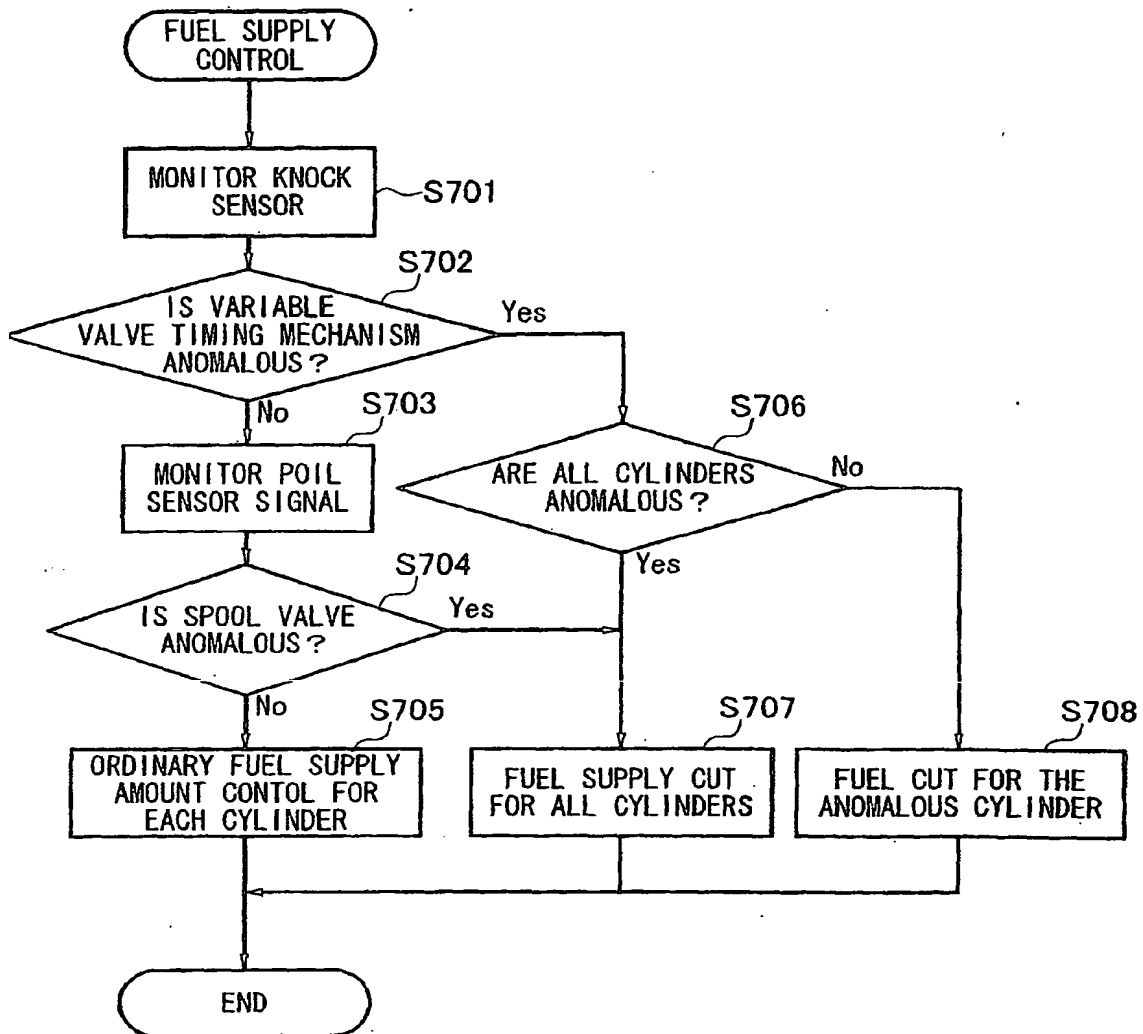 FUEL SUPPLY
CONTROL
MONITOR KNOCK
SENSOR
S701
S702
IS VARIABLE
VALVE TIMING MECHANISM
ANOMALOUS?
Yes
No
S703
MONITOR POIL
SENSOR SIGNAL
S706
ARE ALL CYLINDERS
ANOMALOUS?
No
Yes
S704
IS SPOOL VALVE
ANOMALOUS?
Yes
No
S705
ORDINARY FUEL SUPPLY
AMOUNT CONTOL FOR
EACH CYLINDER
S707
FUEL SUPPLY CUT
FOR ALL CYLINDERS
S708
FUEL CUT FOR THE
ANOMALOUS CYLINDER
END